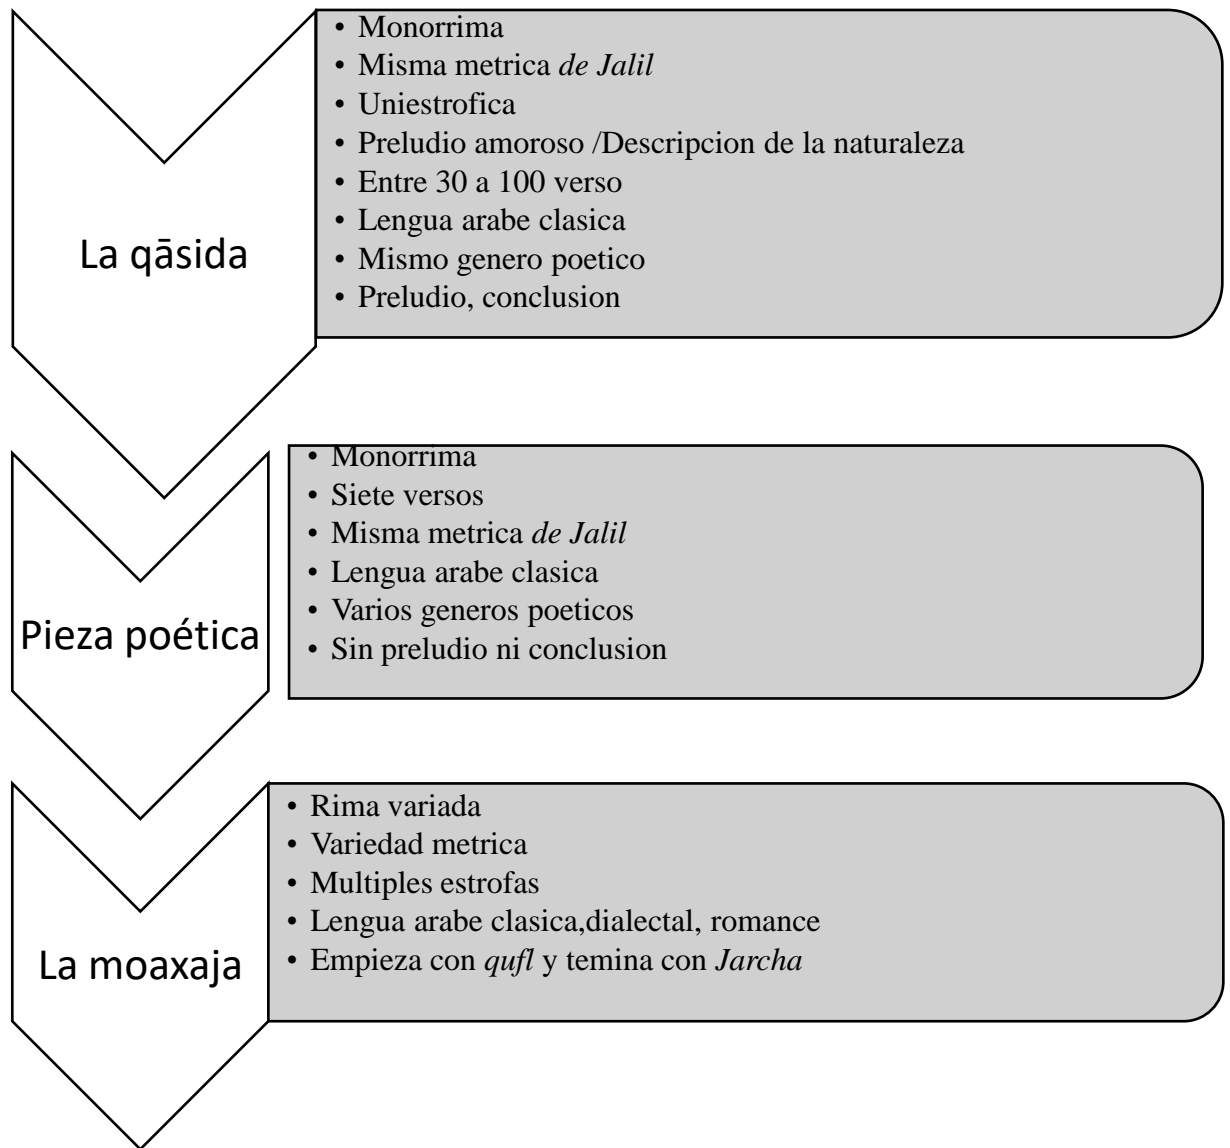 La qāsida
• Monorrima
• Misma metrica de Jalil
• Uniestrofica
• Preludio amoroso /Descripcion de la naturaleza
• Entre 30 a 100 verso
• Lengua arabe clasica
• Mismo genero poetico
• Preludio, conclusion
Pieza poética
• Monorrima
• Siete versos
• Misma metrica de Jalil
• Lengua arabe clasica
• Varios generos poeticos
• Sin preludio ni conclusion
La moaxaja
• Rima variada
• Variedad metrica
• Multiples estrofas
• Lengua arabe clasica,dialectal, romance
• Empieza con qufl y temina con Jarcha